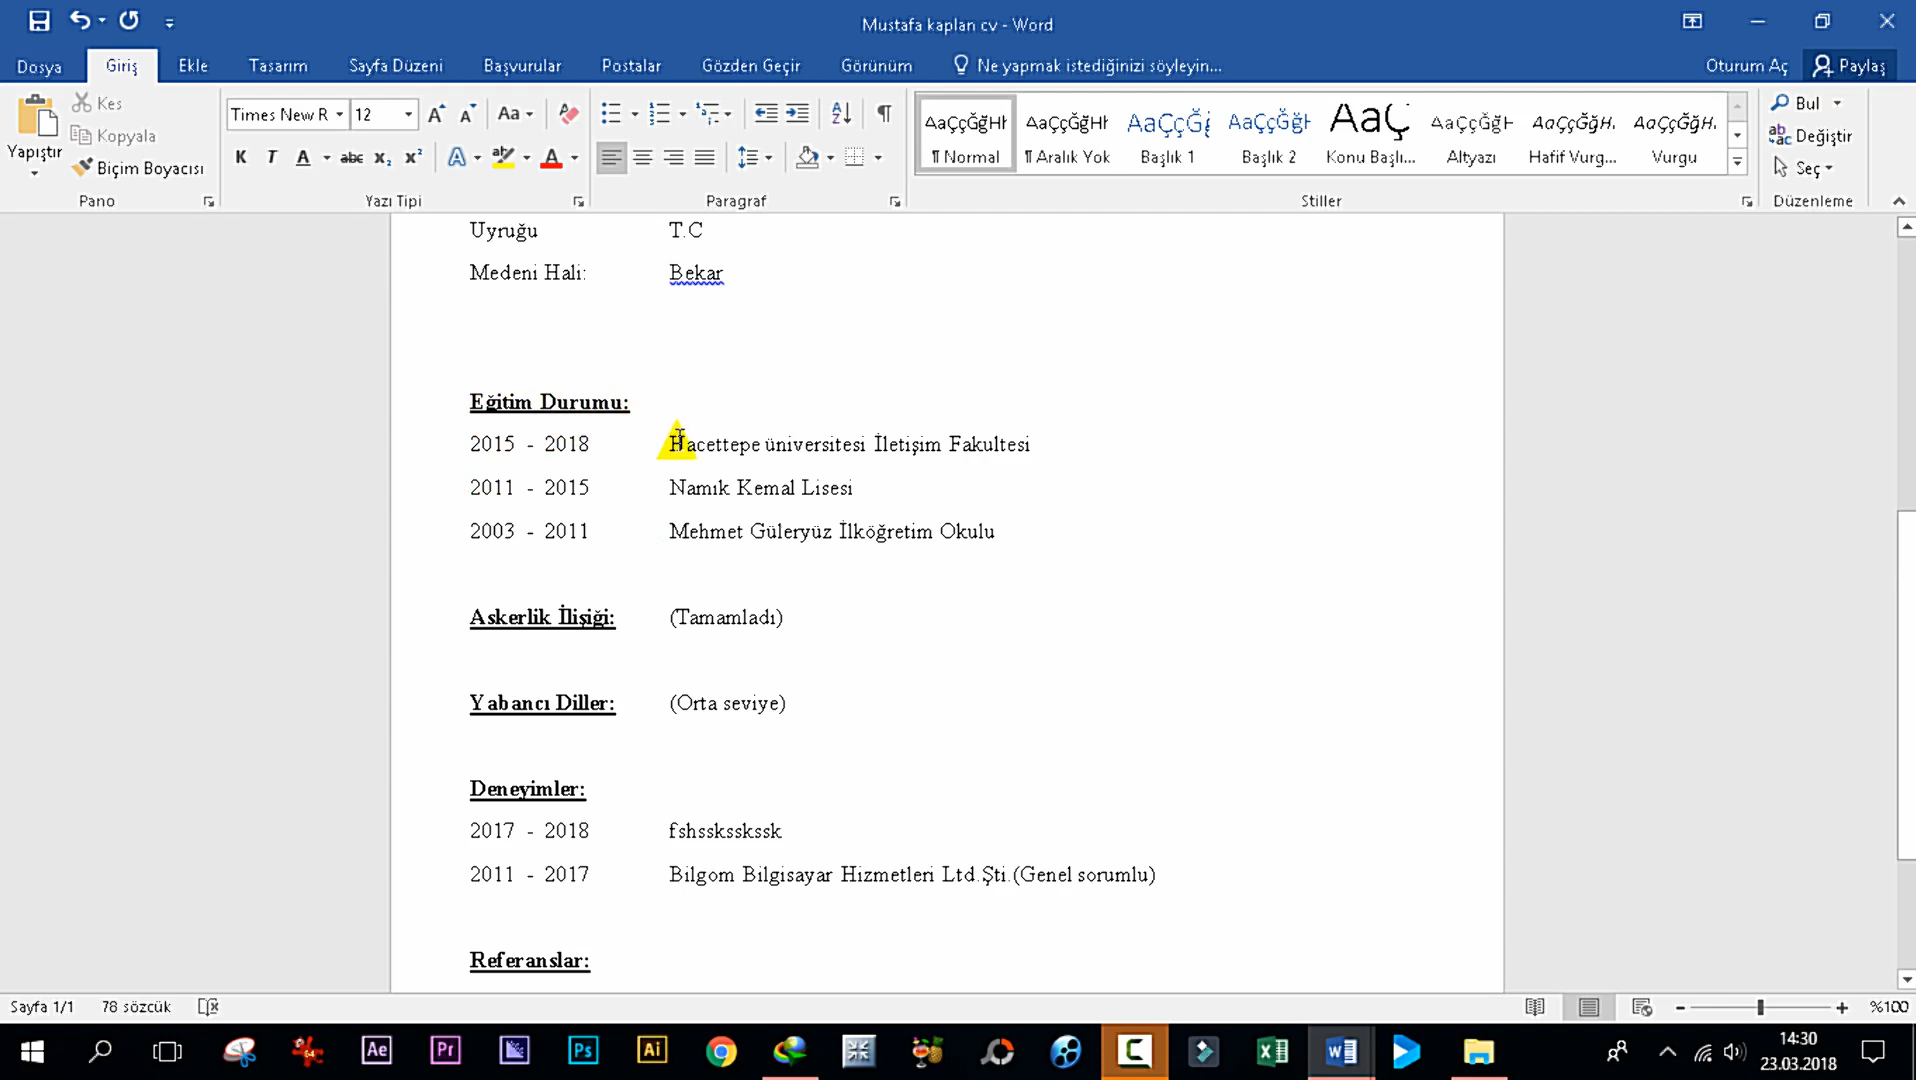 Mustafa kaplan cv - Word
Dosya Giriş Ekle Tasarım Sayfa Düzeni Başvurular Postalar Gözden Geçir Görünüm Ne yapmak istediğinizi söyleyin... Oturum Aç Paylaş
Yapıştır
Kes
Kopyala
Biçim Boyacısı
Pano
Times New R 12
Aa
K T A abc x₂ x²
A ab A
Yazı Tipi
Paragraf
AaÇçĞğHł AaÇçĞğHł AaÇçĞğ AaÇçĞğł AaÇ AaÇçĞğH AaÇçĞğH. AaÇçĞğH.
¶ Normal ¶ Aralık Yok Başlık 1 Başlık 2 Konu Başlı... Altyazı Hafif Vurg... Vurgu
Stiller
Bul
Değiştir
Seç
Düzenleme
Uyruğu T.C
Medeni Hali: Bekar
Eğitim Durumu:
2015 - 2018 Hacettepe üniversitesi İletişim Fakultesi
2011 - 2015 Namık Kemal Lisesi
2003 - 2011 Mehmet Güleryüz İlköğretim Okulu
Askerlik İlişiği: (Tamamladı)
Yabancı Diller: (Orta seviye)
Deneyimler:
2017 - 2018 fshssksskssk
2011 - 2017 Bilgom Bilgisayar Hizmetleri Ltd.Şti.(Genel sorumlu)
Referanslar:
Sayfa 1/1 78 sözcük %100
Ae Pr Ps Ai
14:30
23.03.2018